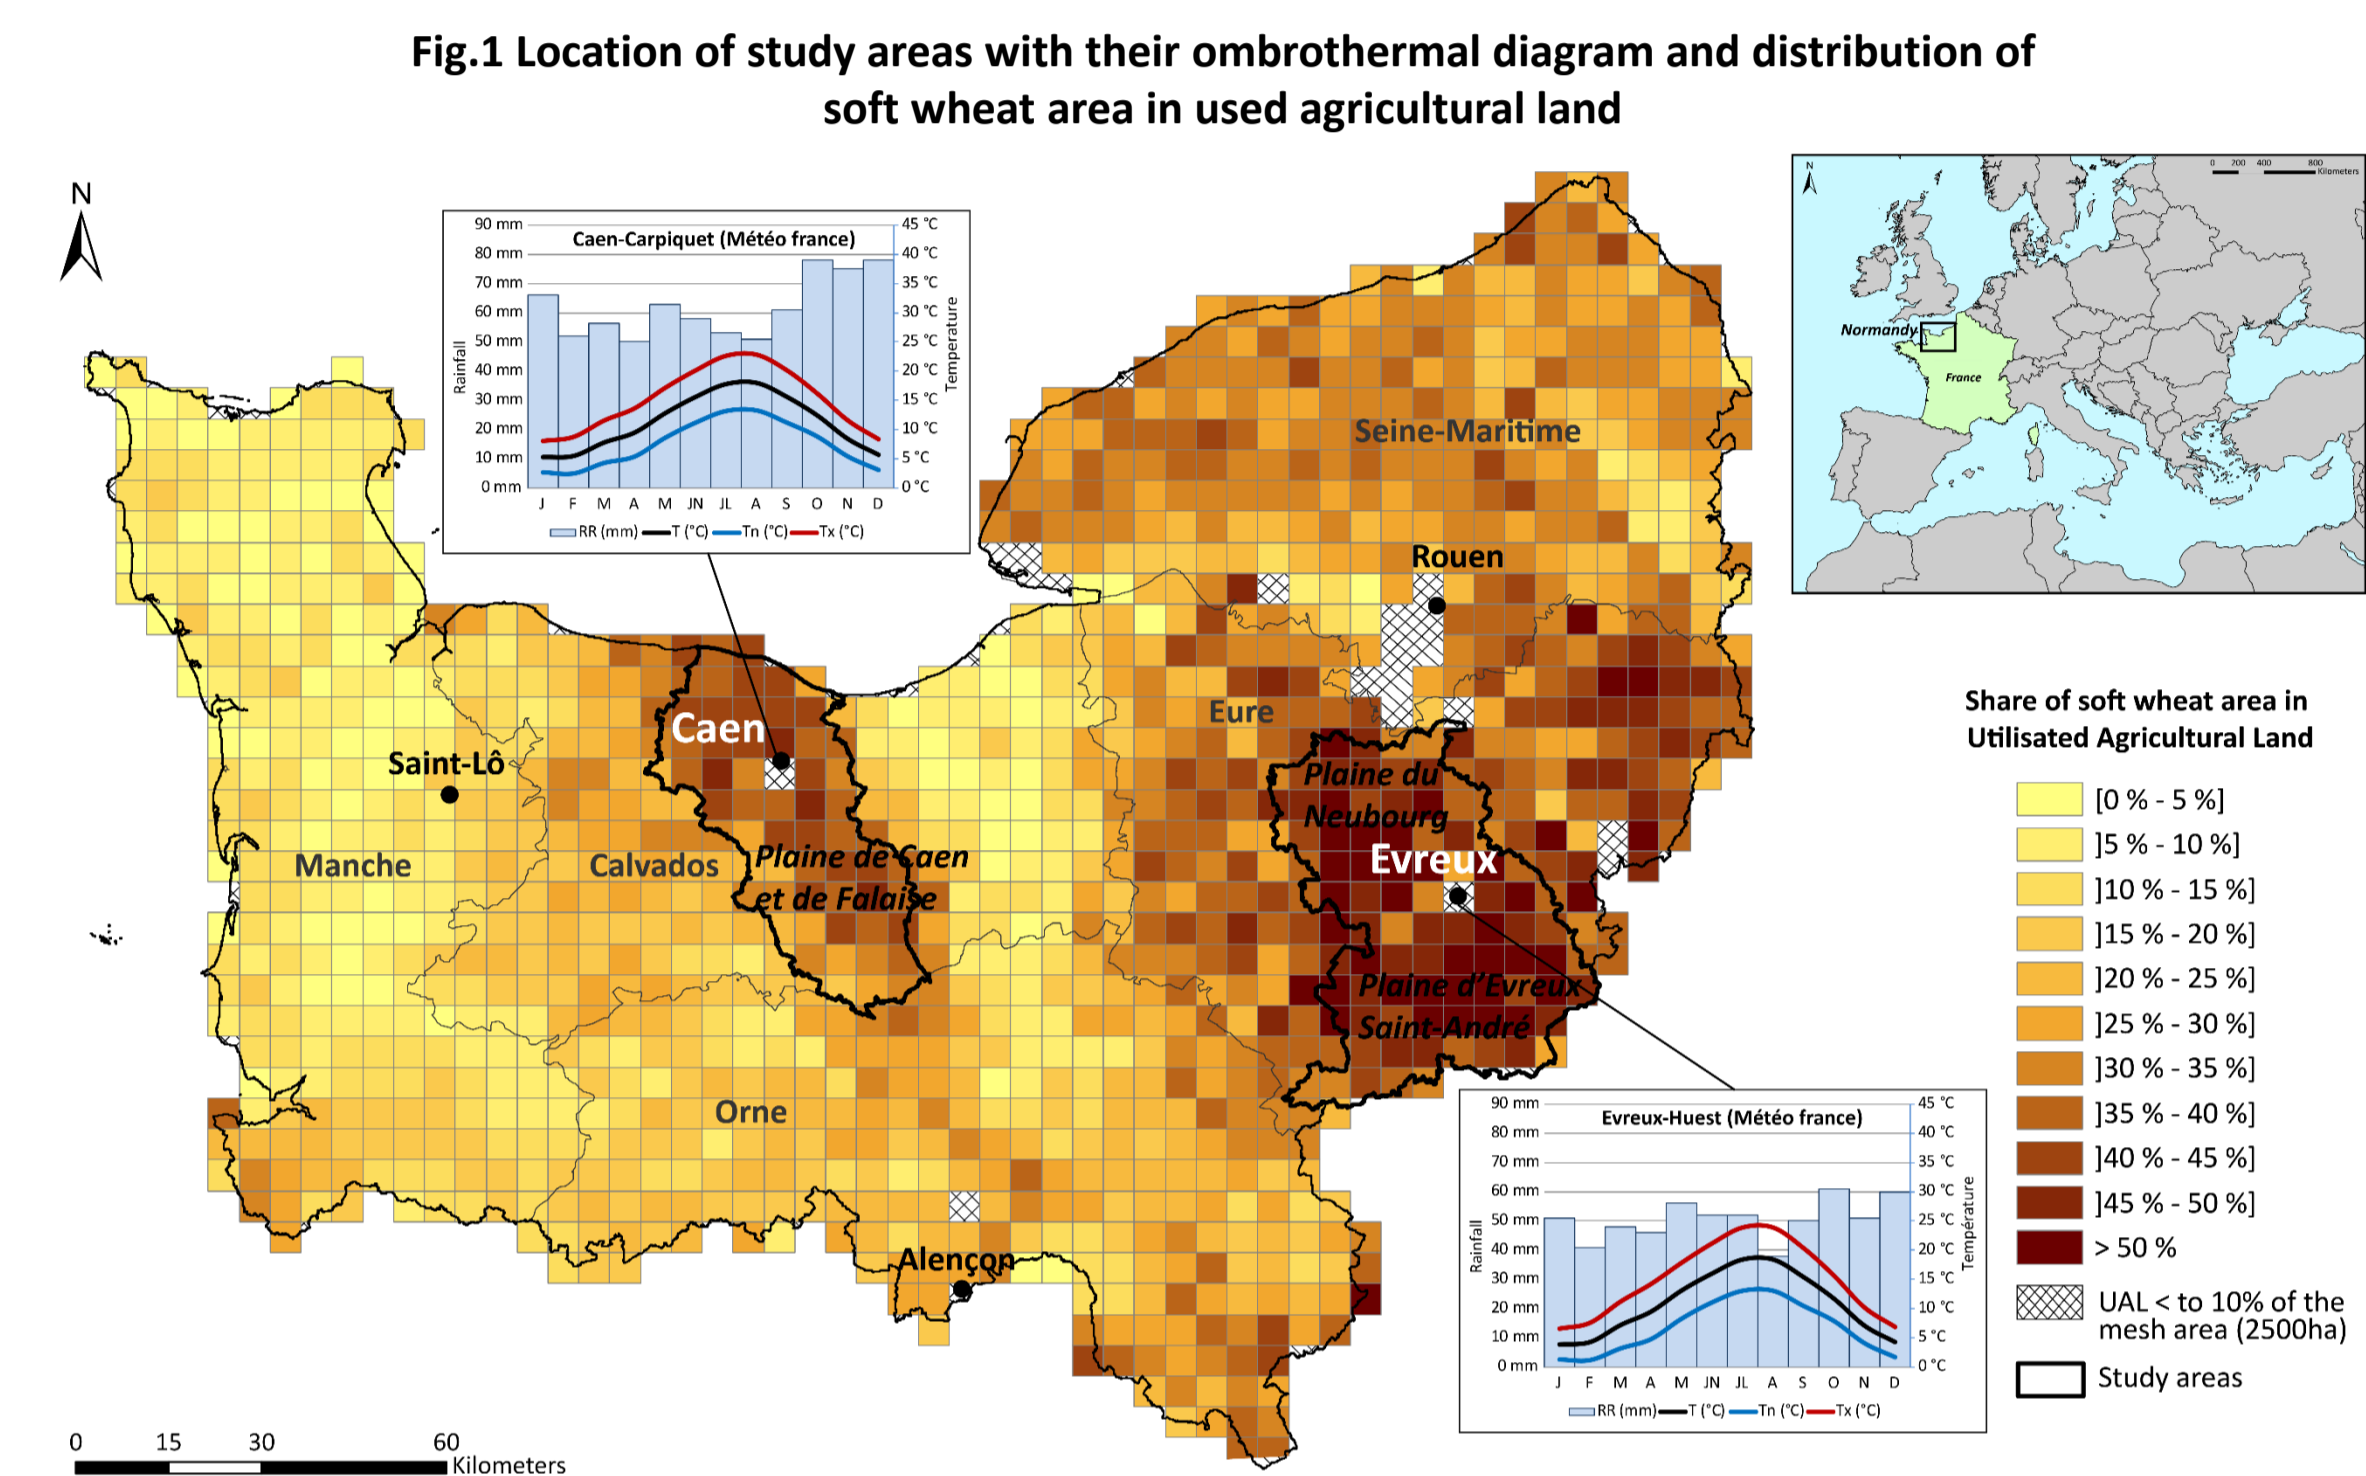 Fig.1 Location of study areas with their ombrothermal diagram and distribution of
soft wheat area in used agricultural land
N
90 mm
80 mm
70 mm
60 mm
50 mm
40 mm
30 mm
20 mm
10 mm
0 mm
Rainfall
Caen-Carpiquet (Météo france)
45 °C
40 °C
35 °C
30 °C
25 °C
20 °C
15 °C
10 °C
5 °C
0 °C
Temperature
J F M A M JN JL A S O N D
RR (mm) T (°C) Tn (°C) Tx (°C)
N
0 200 400 800
Kilometers
Normandy
France
Seine-Maritime
Rouen
Eure
Caen
Saint-Lô
Manche
Calvados
Plaine de Caen
et de Falaise
Plaine du
Neubourg
Evreux
Plaine d'Evreux
Saint-André
Orne
Alençon
Share of soft wheat area in
Utilisated Agricultural Land
[0 % - 5 %]
]5 % - 10 %]
]10 % - 15 %]
]15 % - 20 %]
]20 % - 25 %]
]25 % - 30 %]
]30 % - 35 %]
]35 % - 40 %]
]40 % - 45 %]
]45 % - 50 %]
> 50 %
UAL < to 10% of the
mesh area (2500ha)
Study areas
90 mm
80 mm
70 mm
60 mm
50 mm
40 mm
30 mm
20 mm
10 mm
0 mm
Rainfall
Evreux-Huest (Météo france)
45 °C
40 °C
35 °C
30 °C
25 °C
20 °C
15 °C
10 °C
5 °C
0 °C
Température
J F M A M JN JL A S O N D
RR (mm) T (°C) Tn (°C) Tx (°C)
0 15 30 60
Kilometers